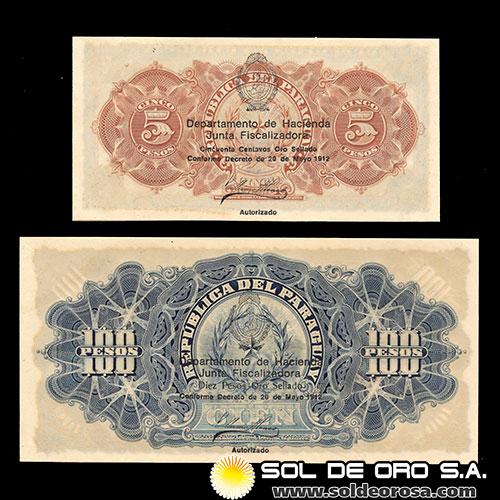 REPUBLICA DEL PARAGUAY
CINCO
5
PESOS
CINCO
5
PESOS
Departamento de Hacienda
Junta Fiscalizadora
Cincuenta Centavos Oro Sellado
Conforme Decreto de 20 de Mayo 1912
Autorizado
REPUBLICA DEL PARAGUAY
100
PESOS
100
100
PESOS
100
Departamento de Hacienda
Junta Fiscalizadora
(Diez Pesos Oro Sellado)
Conforme Decreto de 20 de Mayo 1912
CIEN
Autorizado
SOL DE ORO S.A.
www.soldeorosa.com